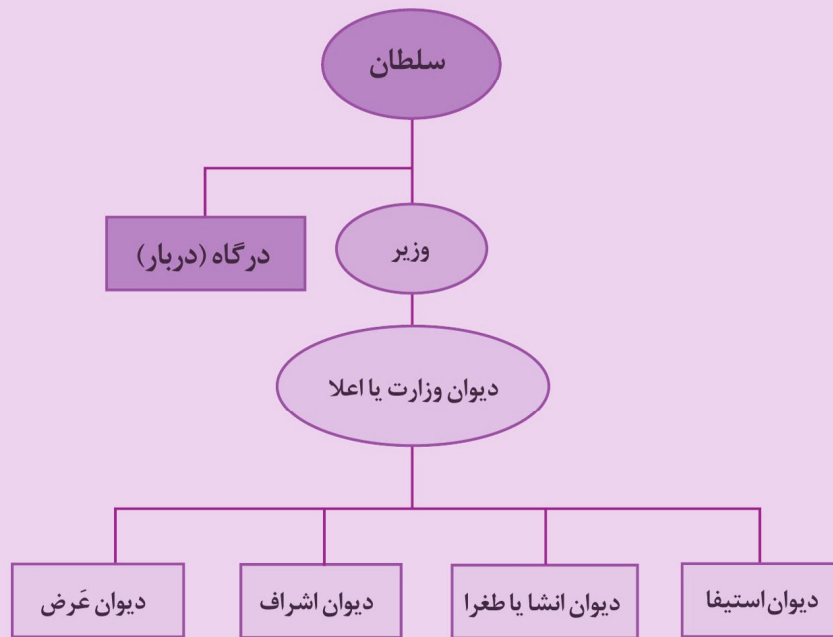 سلطان
درگاه (دربار)
وزیر
دیوان وزارت یا اعلا
دیوان استیفا
دیوان انشا یا طغرا
دیوان اشراف
دیوان عَرض